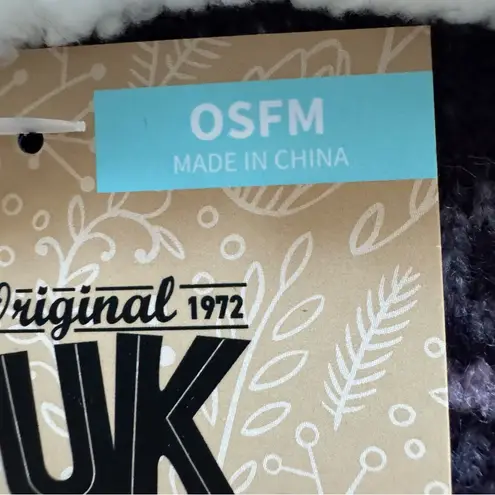 OSFM
MADE IN CHINA
Original 1972
UK